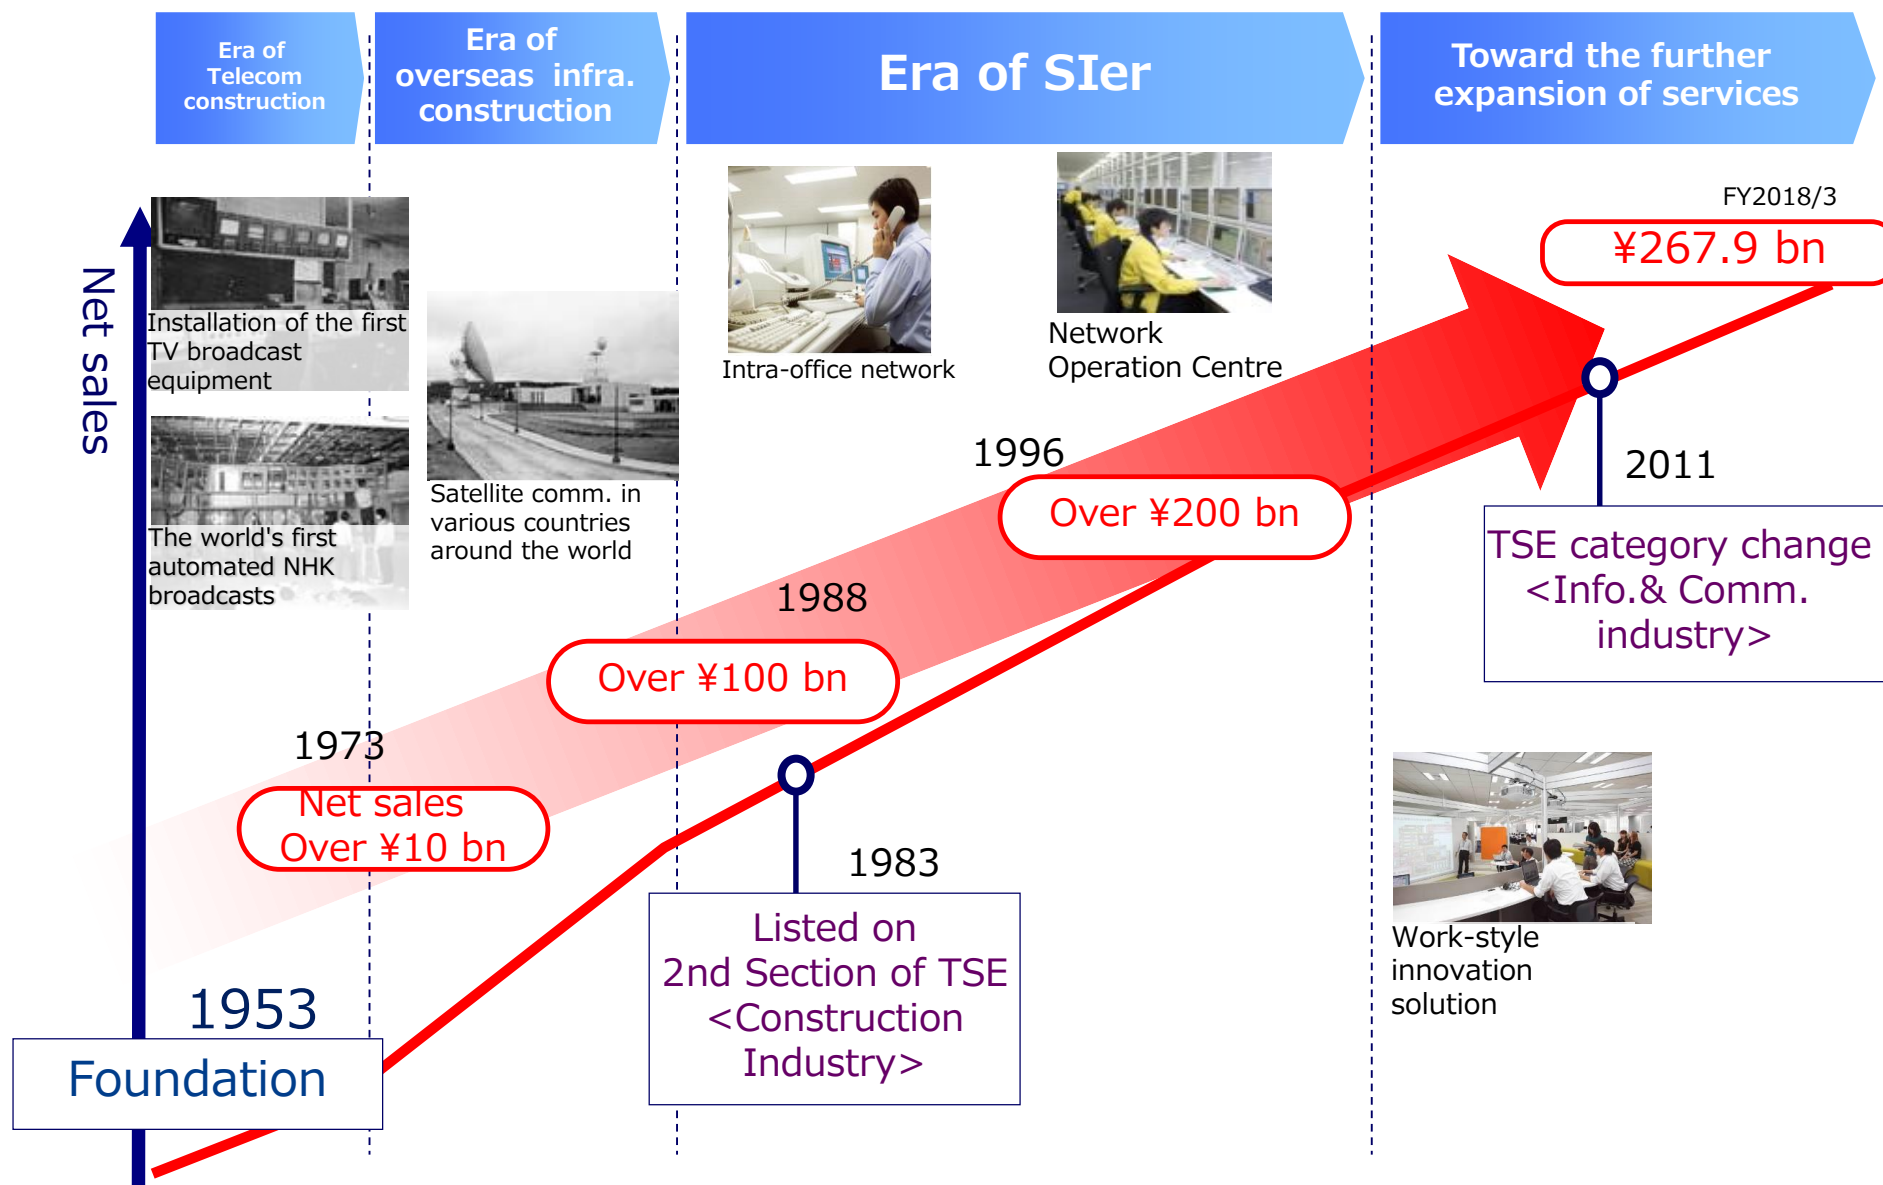 Era of
Telecom
construction
Era of
overseas infra.
construction
Era of SIer
Toward the further
expansion of services
Net sales
Installation of the first
TV broadcast
equipment
The world's first
automated NHK
broadcasts
Satellite comm. in
various countries
around the world
Intra-office network
Network
Operation Centre
FY2018/3
¥267.9 bn
1996
Over ¥200 bn
2011
TSE category change
<Info.& Comm.
industry>
1988
Over ¥100 bn
1973
Net sales
Over ¥10 bn
1983
Listed on
2nd Section of TSE
<Construction
Industry>
Work-style
innovation
solution
1953
Foundation